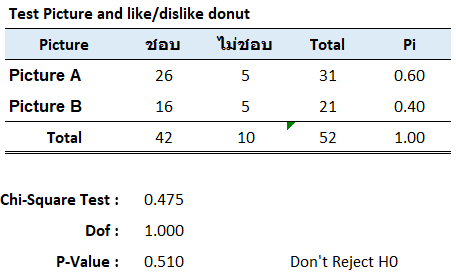 Test Picture and like/dislike donut
Picture ชอบ ไม่ชอบ Total Pi
Picture A 26 5 31 0.60
Picture B 16 5 21 0.40
Total 42 10 52 1.00
Chi-Square Test : 0.475
Dof : 1.000
P-Value : 0.510 Don't Reject H0